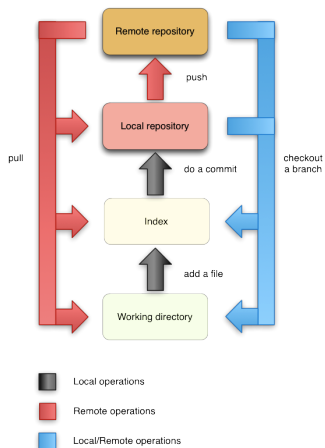 Remote repository
push
Local repository
pull
do a commit
checkout
a branch
Index
add a file
Working directory
Local operations
Remote operations
Local/Remote operations